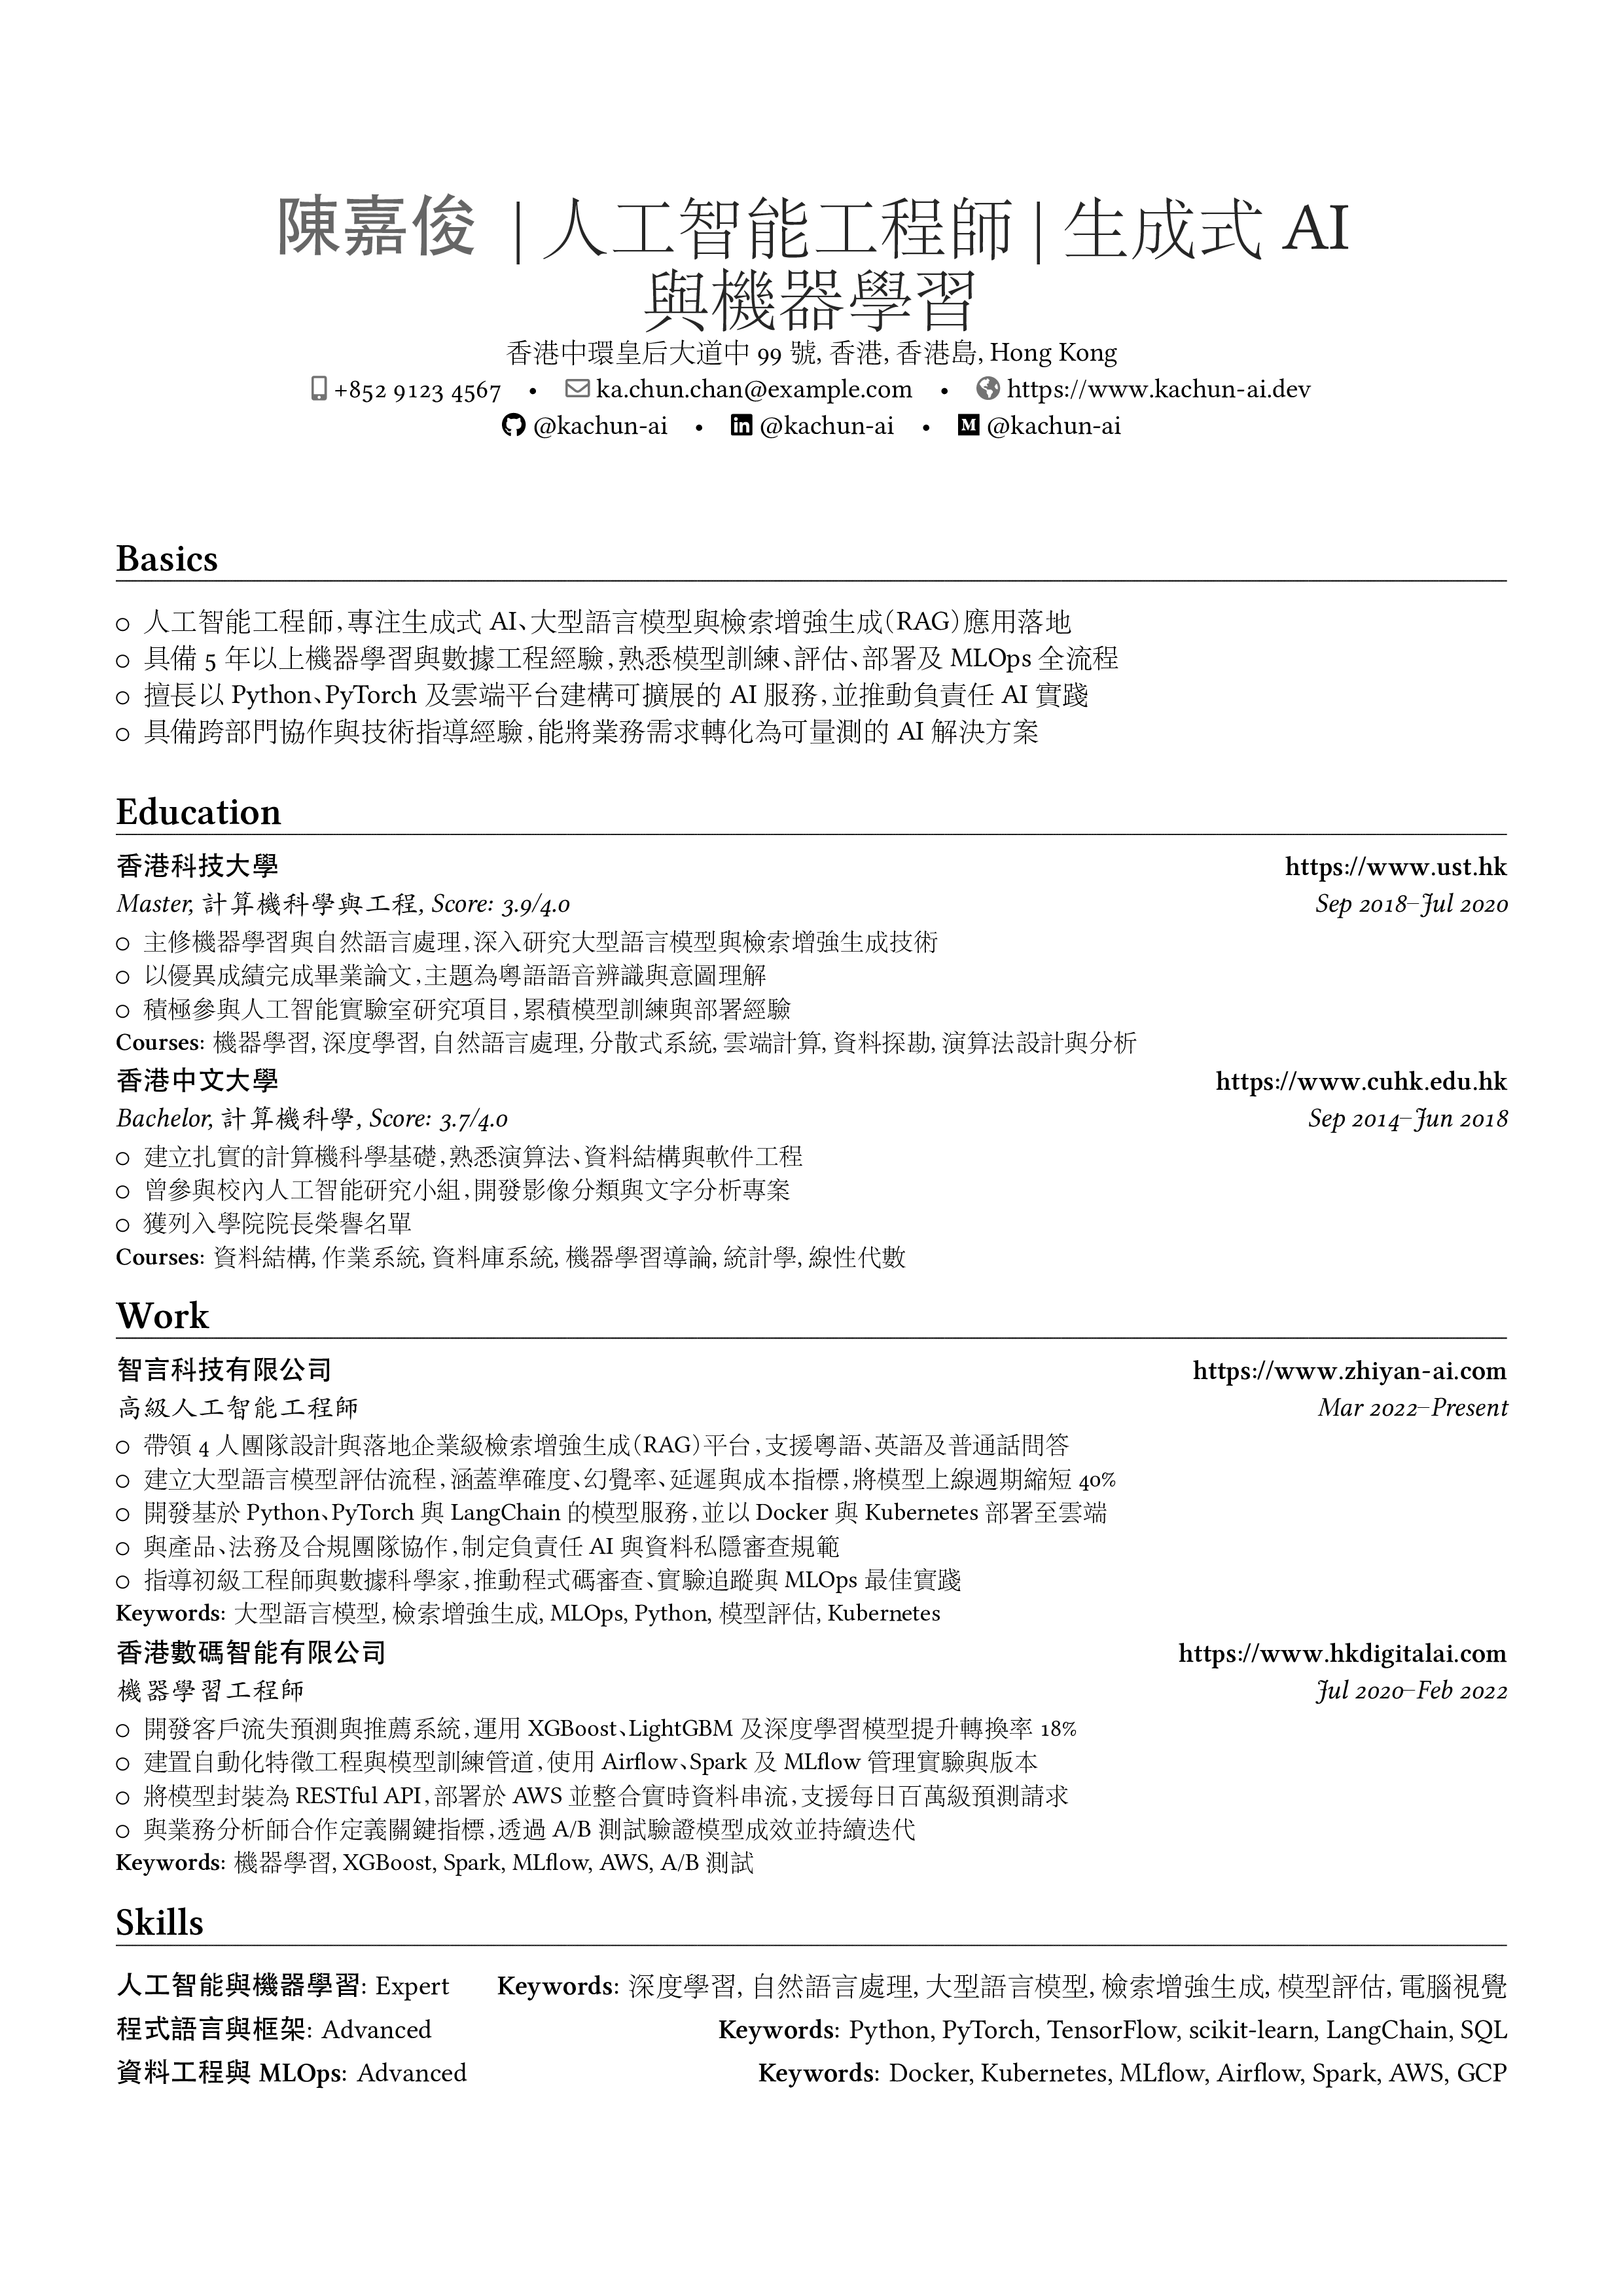 陳嘉俊 | 人工智能工程師 | 生成式 AI
與機器學習
香港中環皇后大道中 99 號, 香港, 香港島, Hong Kong
+852 9123 4567 • ka.chun.chan@example.com • https://www.kachun-ai.dev
@kachun-ai • @kachun-ai • @kachun-ai
Basics
○ 人工智能工程師，專注生成式 AI、大型語言模型與檢索增強生成（RAG）應用落地
○ 具備 5 年以上機器學習與數據工程經驗，熟悉模型訓練、評估、部署及 MLOps 全流程
○ 擅長以 Python、PyTorch 及雲端平台建構可擴展的 AI 服務，並推動負責任 AI 實踐
○ 具備跨部門協作與技術指導經驗，能將業務需求轉化為可量測的 AI 解決方案
Education
香港科技大學 https://www.ust.hk
Master, 計算機科學與工程, Score: 3.9/4.0 Sep 2018–Jul 2020
○ 主修機器學習與自然語言處理，深入研究大型語言模型與檢索增強生成技術
○ 以優異成績完成畢業論文，主題為粵語語音辨識與意圖理解
○ 積極參與人工智能實驗室研究項目，累積模型訓練與部署經驗
Courses: 機器學習, 深度學習, 自然語言處理, 分散式系統, 雲端計算, 資料探勘, 演算法設計與分析
香港中文大學 https://www.cuhk.edu.hk
Bachelor, 計算機科學, Score: 3.7/4.0 Sep 2014–Jun 2018
○ 建立扎實的計算機科學基礎，熟悉演算法、資料結構與軟件工程
○ 曾參與校內人工智能研究小組，開發影像分類與文字分析專案
○ 獲列入學院院長榮譽名單
Courses: 資料結構, 作業系統, 資料庫系統, 機器學習導論, 統計學, 線性代數
Work
智言科技有限公司 https://www.zhiyan-ai.com
高級人工智能工程師 Mar 2022–Present
○ 帶領 4 人團隊設計與落地企業級檢索增強生成（RAG）平台，支援粵語、英語及普通話問答
○ 建立大型語言模型評估流程，涵蓋準確度、幻覺率、延遲與成本指標，將模型上線週期縮短 40%
○ 開發基於 Python、PyTorch 與 LangChain 的模型服務，並以 Docker 與 Kubernetes 部署至雲端
○ 與產品、法務及合規團隊協作，制定負責任 AI 與資料私隱審查規範
○ 指導初級工程師與數據科學家，推動程式碼審查、實驗追蹤與 MLOps 最佳實踐
Keywords: 大型語言模型, 檢索增強生成, MLOps, Python, 模型評估, Kubernetes
香港數碼智能有限公司 https://www.hkdigitalai.com
機器學習工程師 Jul 2020–Feb 2022
○ 開發客戶流失預測與推薦系統，運用 XGBoost、LightGBM 及深度學習模型提升轉換率 18%
○ 建置自動化特徵工程與模型訓練管道，使用 Airflow、Spark 及 MLflow 管理實驗與版本
○ 將模型封裝為 RESTful API，部署於 AWS 並整合實時資料串流，支援每日百萬級預測請求
○ 與業務分析師合作定義關鍵指標，透過 A/B 測試驗證模型成效並持續迭代
Keywords: 機器學習, XGBoost, Spark, MLflow, AWS, A/B 測試
Skills
人工智能與機器學習: Expert Keywords: 深度學習, 自然語言處理, 大型語言模型, 檢索增強生成, 模型評估, 電腦視覺
程式語言與框架: Advanced Keywords: Python, PyTorch, TensorFlow, scikit-learn, LangChain, SQL
資料工程與 MLOps: Advanced Keywords: Docker, Kubernetes, MLflow, Airflow, Spark, AWS, GCP